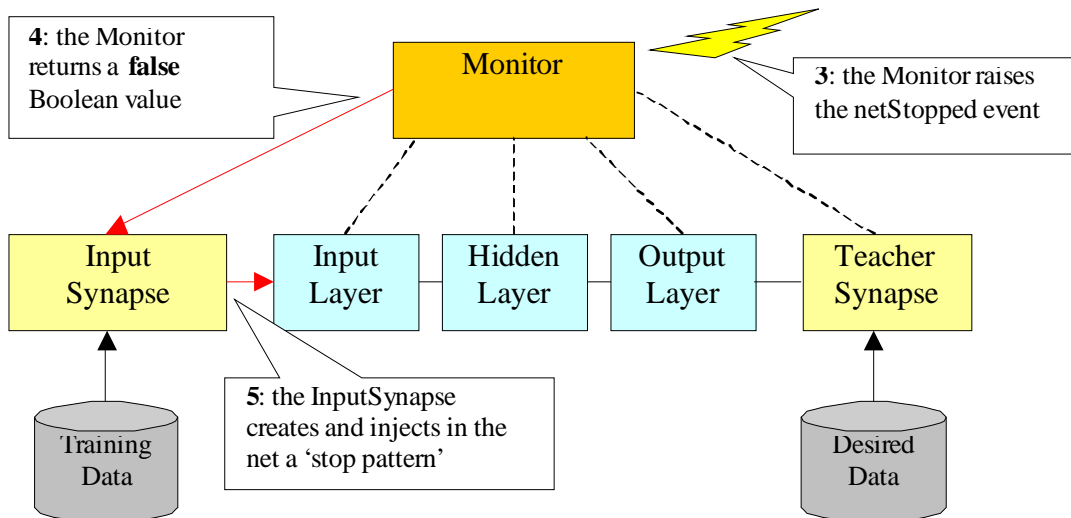 4: the Monitor
returns a false
Boolean value
Monitor
3: the Monitor raises
the netStopped event
Input
Synapse
Input
Layer
Hidden
Layer
Output
Layer
Teacher
Synapse
5: the InputSynapse
creates and injects in the
net a ‘stop pattern’
Training
Data
Desired
Data